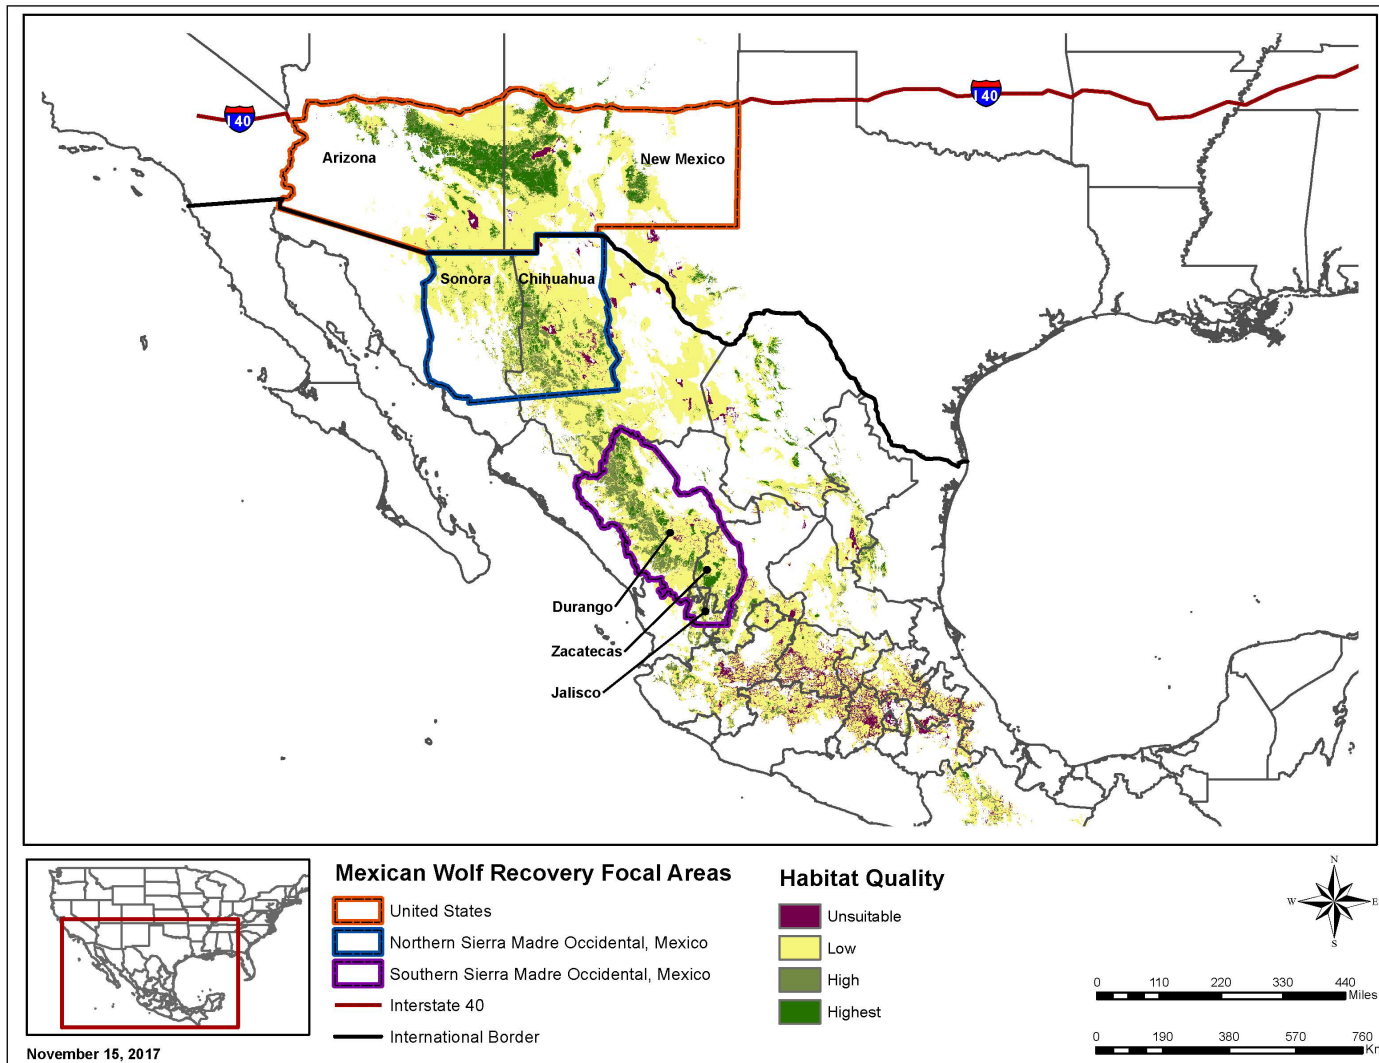 I 40
I 40
Arizona
New Mexico
Sonora
Chihuahua
Durango
Zacatecas
Jalisco
Mexican Wolf Recovery Focal Areas
United States
Northern Sierra Madre Occidental, Mexico
Southern Sierra Madre Occidental, Mexico
Interstate 40
International Border
Habitat Quality
Unsuitable
Low
High
Highest
N
W E
S
0 110 220 330 440
Miles
0 190 380 570 760
Km
November 15, 2017